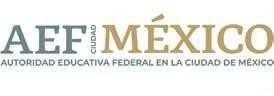 AEF CIUDAD MÉXICO
AUTORIDAD EDUCATIVA FEDERAL EN LA CIUDAD DE MÉXICO